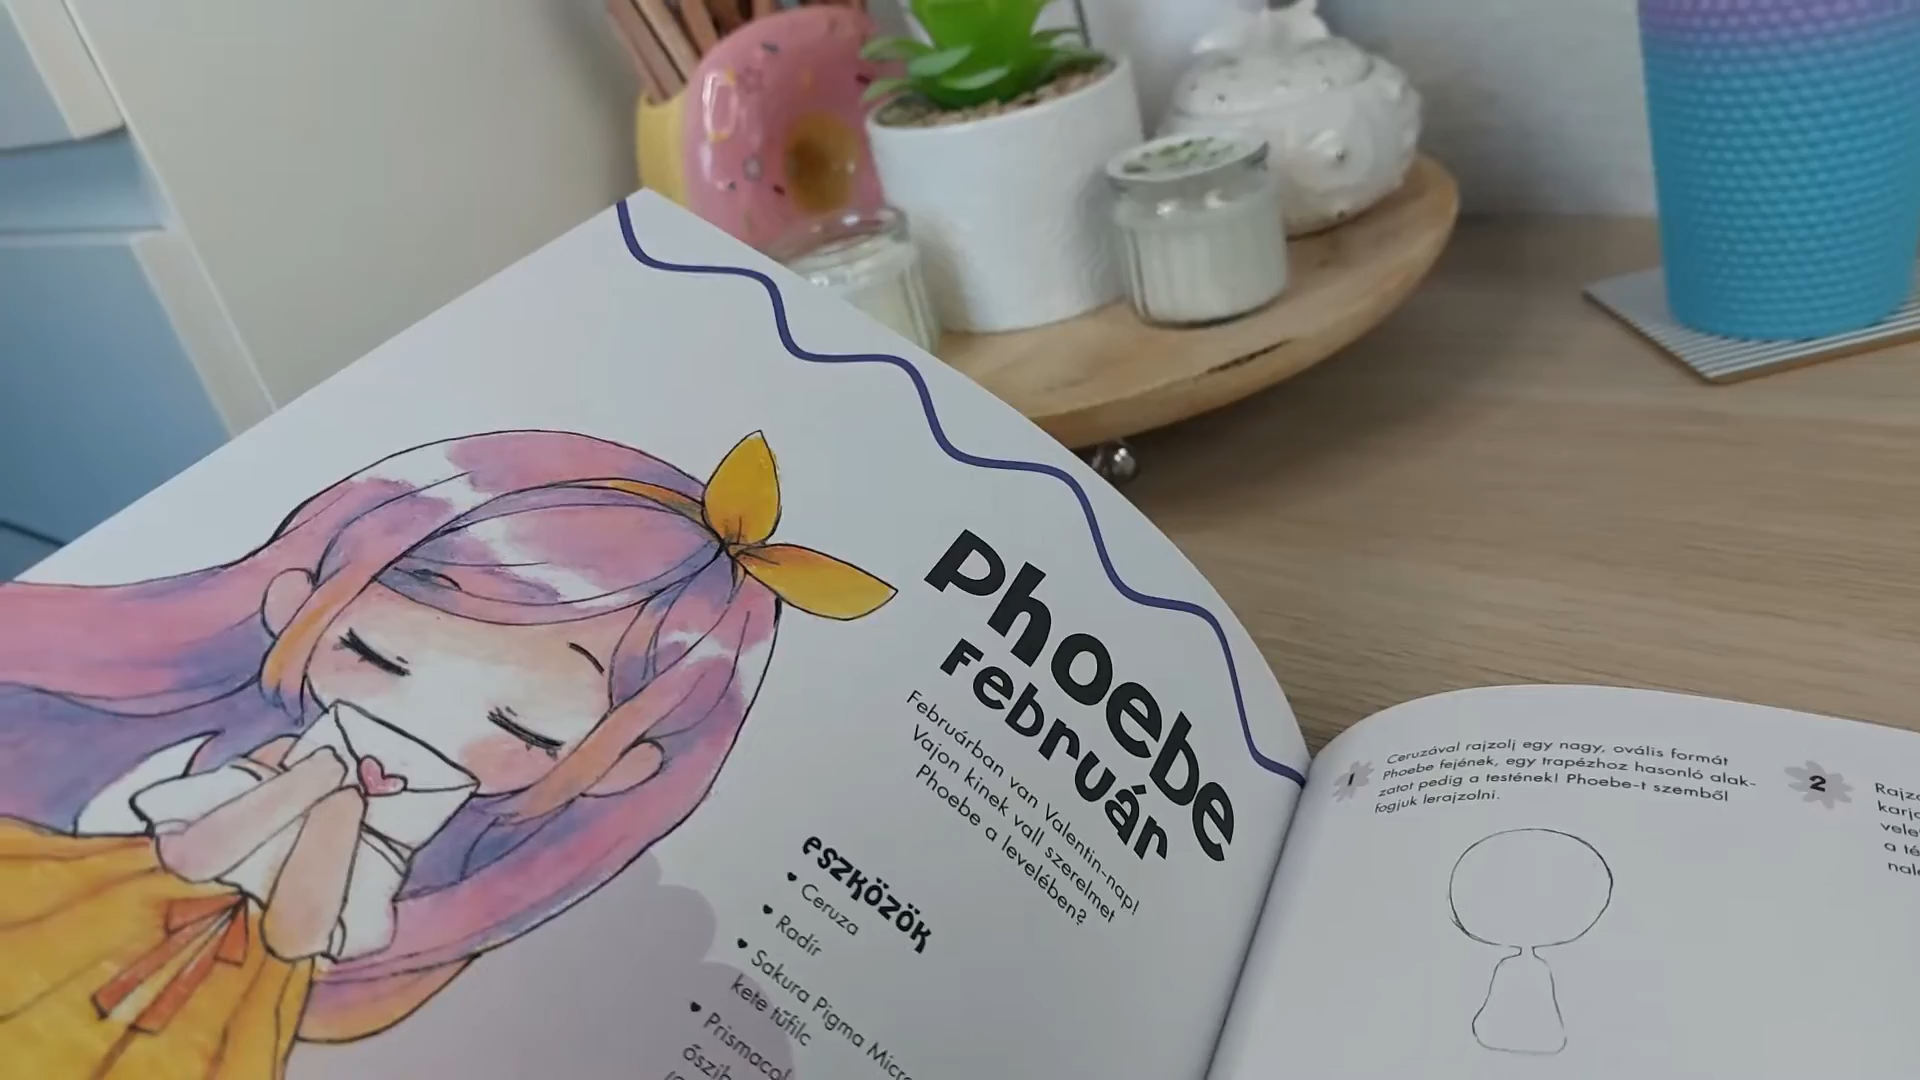 Phoebe
Február
Februárban van Valentin-nap!
Vajon kinek vall szerelmet
Phoebe a levelében?
eszközök
Ceruza
Radír
Sakura Pigma Micro
kete tűfilc
1
Ceruzával rajzolj egy nagy, ovális formát
Phoebe fejének, egy trapézhoz hasonló alak-
zatot pedig a testének! Phoebe-t szemből
fogjuk lerajzolni.
2